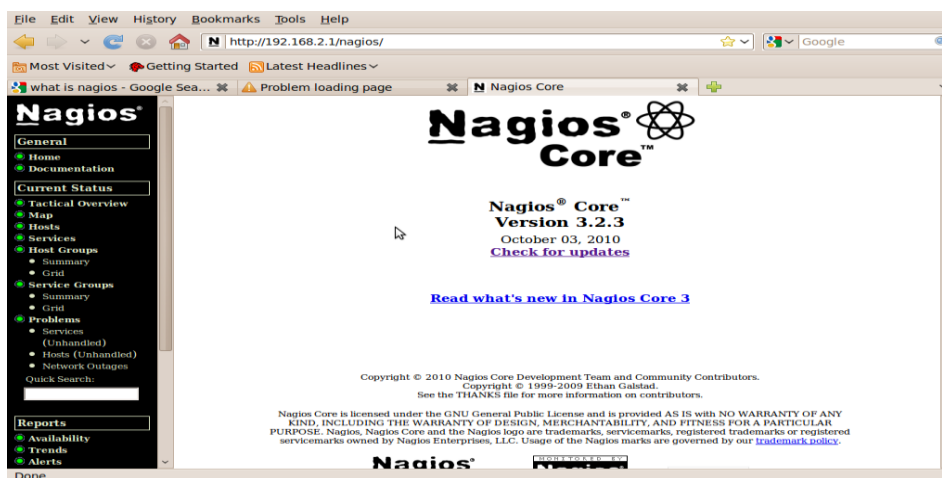 File Edit View History Bookmarks Tools Help
N http://192.168.2.1/nagios/ Google
Most Visited Getting Started Latest Headlines
what is nagios - Google Sea... Problem loading page N Nagios Core
Nagios®
General
Home
Documentation
Current Status
Tactical Overview
Map
Hosts
Services
Host Groups
Summary
Grid
Service Groups
Summary
Grid
Problems
Services
(Unhandled)
Hosts (Unhandled)
Network Outages
Quick Search:
Reports
Availability
Trends
Alerts
Nagios®
Core™
Nagios® Core™
Version 3.2.3
October 03, 2010
Check for updates
Read what's new in Nagios Core 3
Copyright © 2010 Nagios Core Development Team and Community Contributors.
Copyright © 1999-2009 Ethan Galstad.
See the THANKS file for more information on contributors.
Nagios Core is licensed under the GNU General Public License and is provided AS IS with NO WARRANTY OF ANY
KIND, INCLUDING THE WARRANTY OF DESIGN, MERCHANTABILITY, AND FITNESS FOR A PARTICULAR
PURPOSE. Nagios, Nagios Core and the Nagios logo are trademarks, servicemarks, registered trademarks or registered
servicemarks owned by Nagios Enterprises, LLC. Usage of the Nagios marks are governed by our trademark policy.
Nagios® MONITORED BY
Done